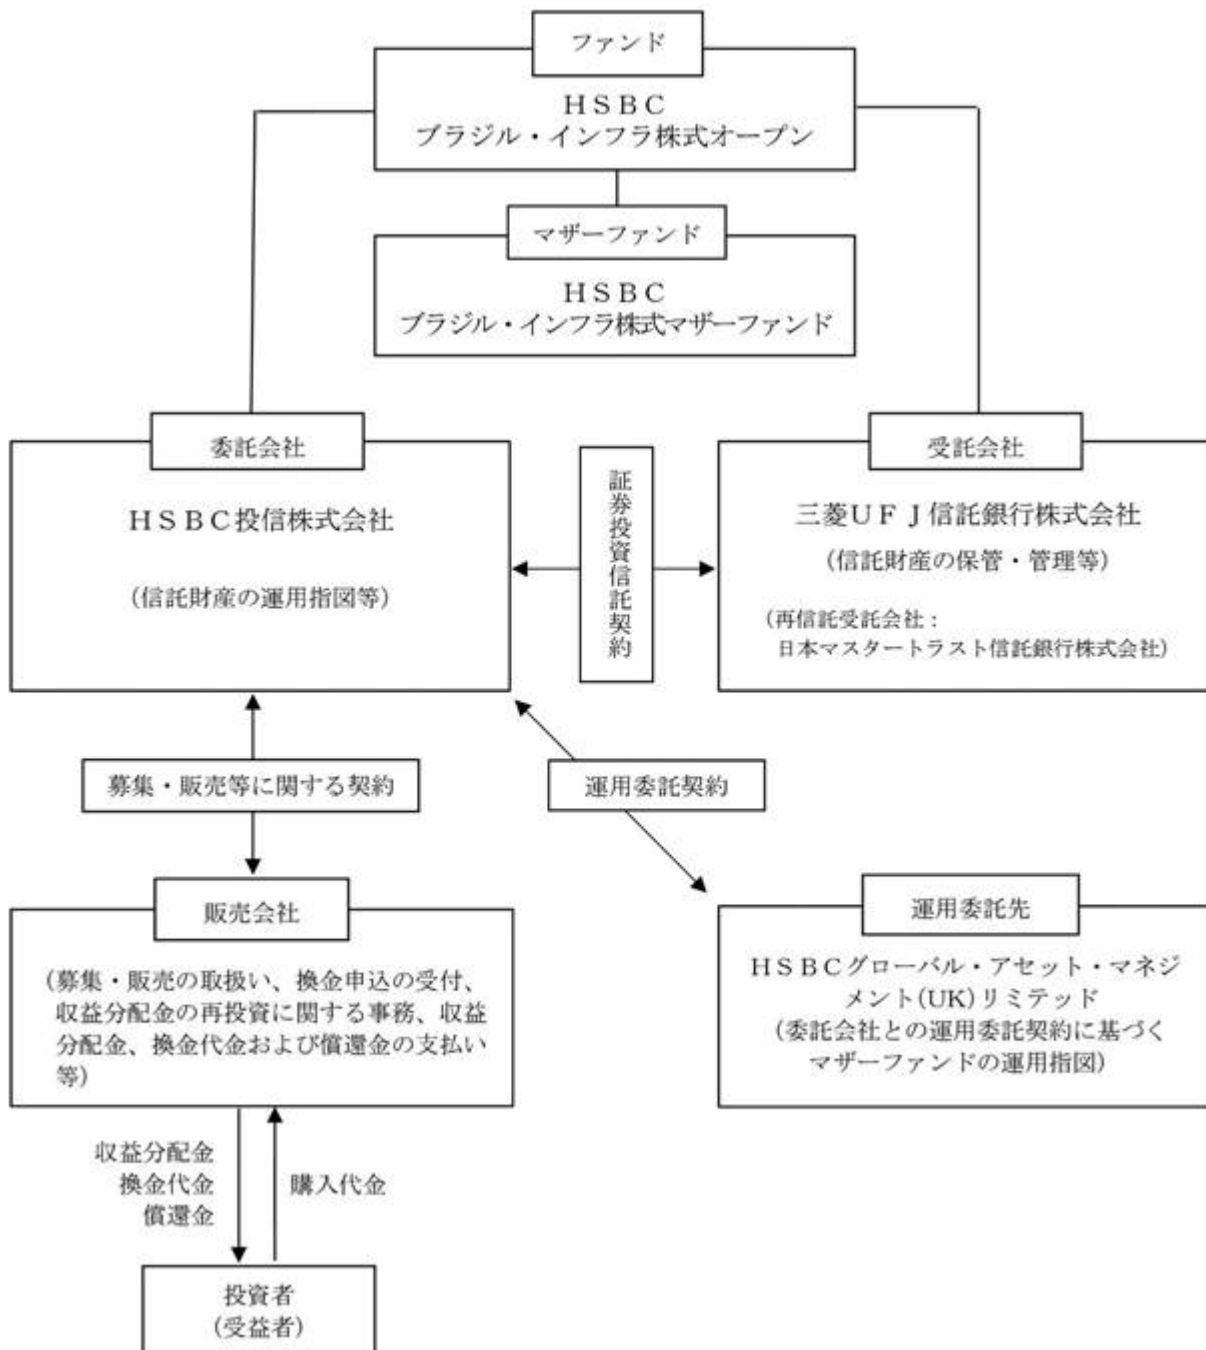 ファンド
ＨＳＢＣ
ブラジル・インフラ株式オープン
マザーファンド
ＨＳＢＣ
ブラジル・インフラ株式マザーファンド
委託会社
ＨＳＢＣ投信株式会社
（信託財産の運用指図等）
証券投資信託契約
受託会社
三菱ＵＦＪ信託銀行株式会社
（信託財産の保管・管理等）
（再信託受託会社：
日本マスタートラスト信託銀行株式会社）
募集・販売等に関する契約
運用委託契約
販売会社
（募集・販売の取扱い、換金申込の受付、
収益分配金の再投資に関する事務、収益
分配金、換金代金および償還金の支払い
等）
運用委託先
ＨＳＢＣグローバル・アセット・マネジ
メント(UK)リミテッド
（委託会社との運用委託契約に基づく
マザーファンドの運用指図）
収益分配金
換金代金
償還金
購入代金
投資者
（受益者）